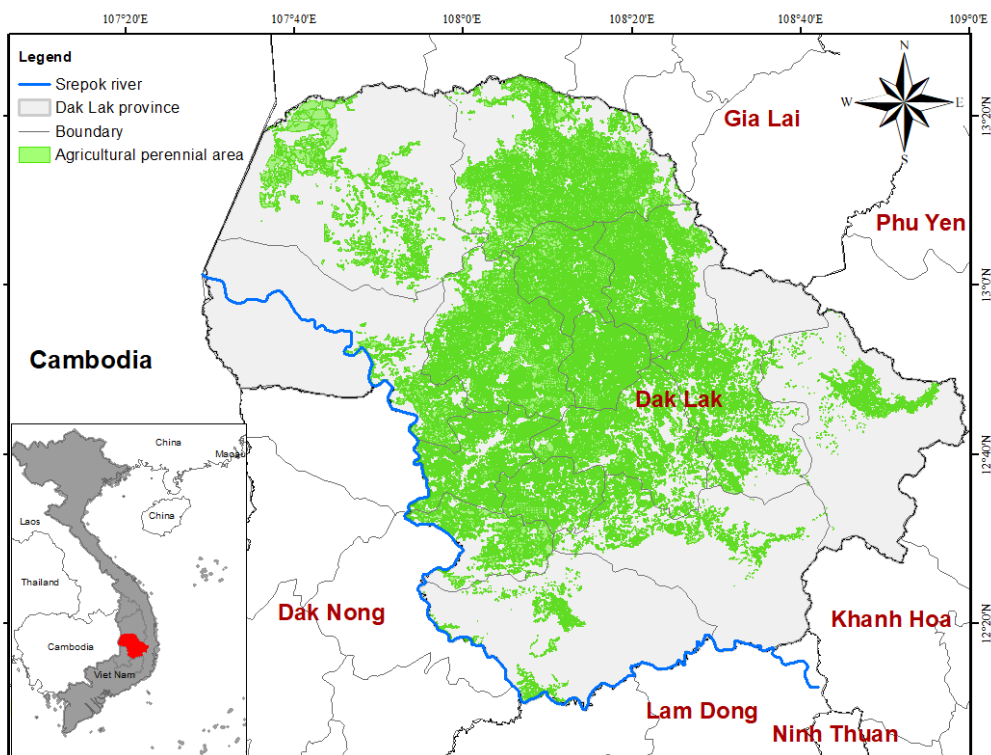 107°20'E 107°40'E 108°0'E 108°20'E 108°40'E 109°0'E
Legend
Srepok river
Dak Lak province
Boundary
Agricultural perennial area
N
W E
S
13°20'N
Gia Lai
Phu Yen
13°0'N
Cambodia
Dak Lak
12°40'N
China
Macau
China
Laos
Thailand
Cambodia
Viet Nam
Dak Nong
Khanh Hoa
12°20'N
Lam Dong
Ninh Thuan